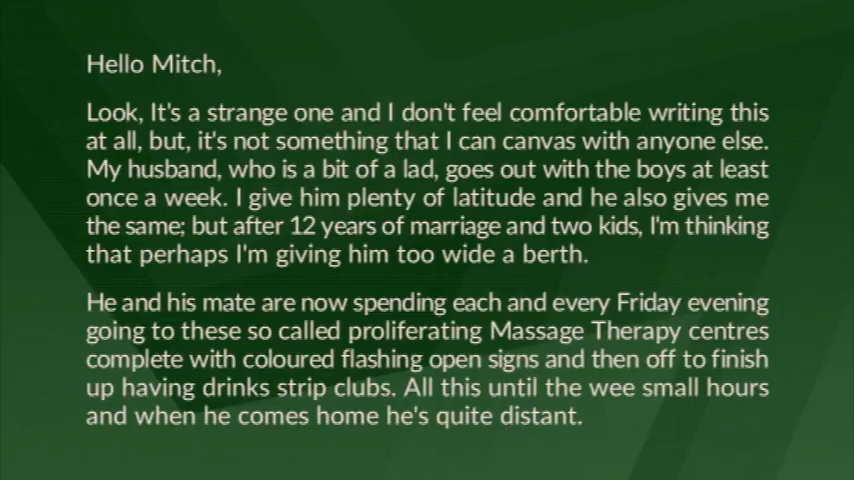 Hello Mitch,
Look, It's a strange one and I don't feel comfortable writing this
at all, but, it's not something that I can canvas with anyone else.
My husband, who is a bit of a lad, goes out with the boys at least
once a week. I give him plenty of latitude and he also gives me
the same; but after 12 years of marriage and two kids, I'm thinking
that perhaps I'm giving him too wide a berth.
He and his mate are now spending each and every Friday evening
going to these so called proliferating Massage Therapy centres
complete with coloured flashing open signs and then off to finish
up having drinks strip clubs. All this until the wee small hours
and when he comes home he's quite distant.